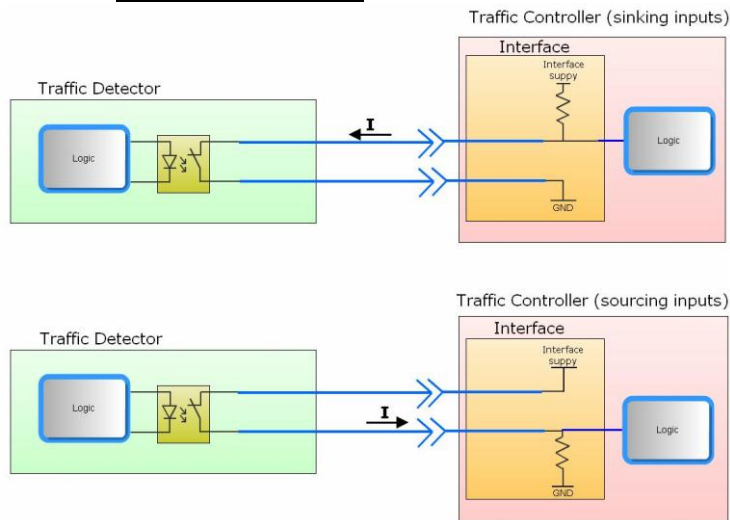 Traffic Controller (sinking inputs)
Interface
Interface
suppy
Traffic Detector
Logic
I
Logic
GND
Traffic Controller (sourcing inputs)
Interface
Traffic Detector
Interface
suppy
Logic
I
Logic
GND